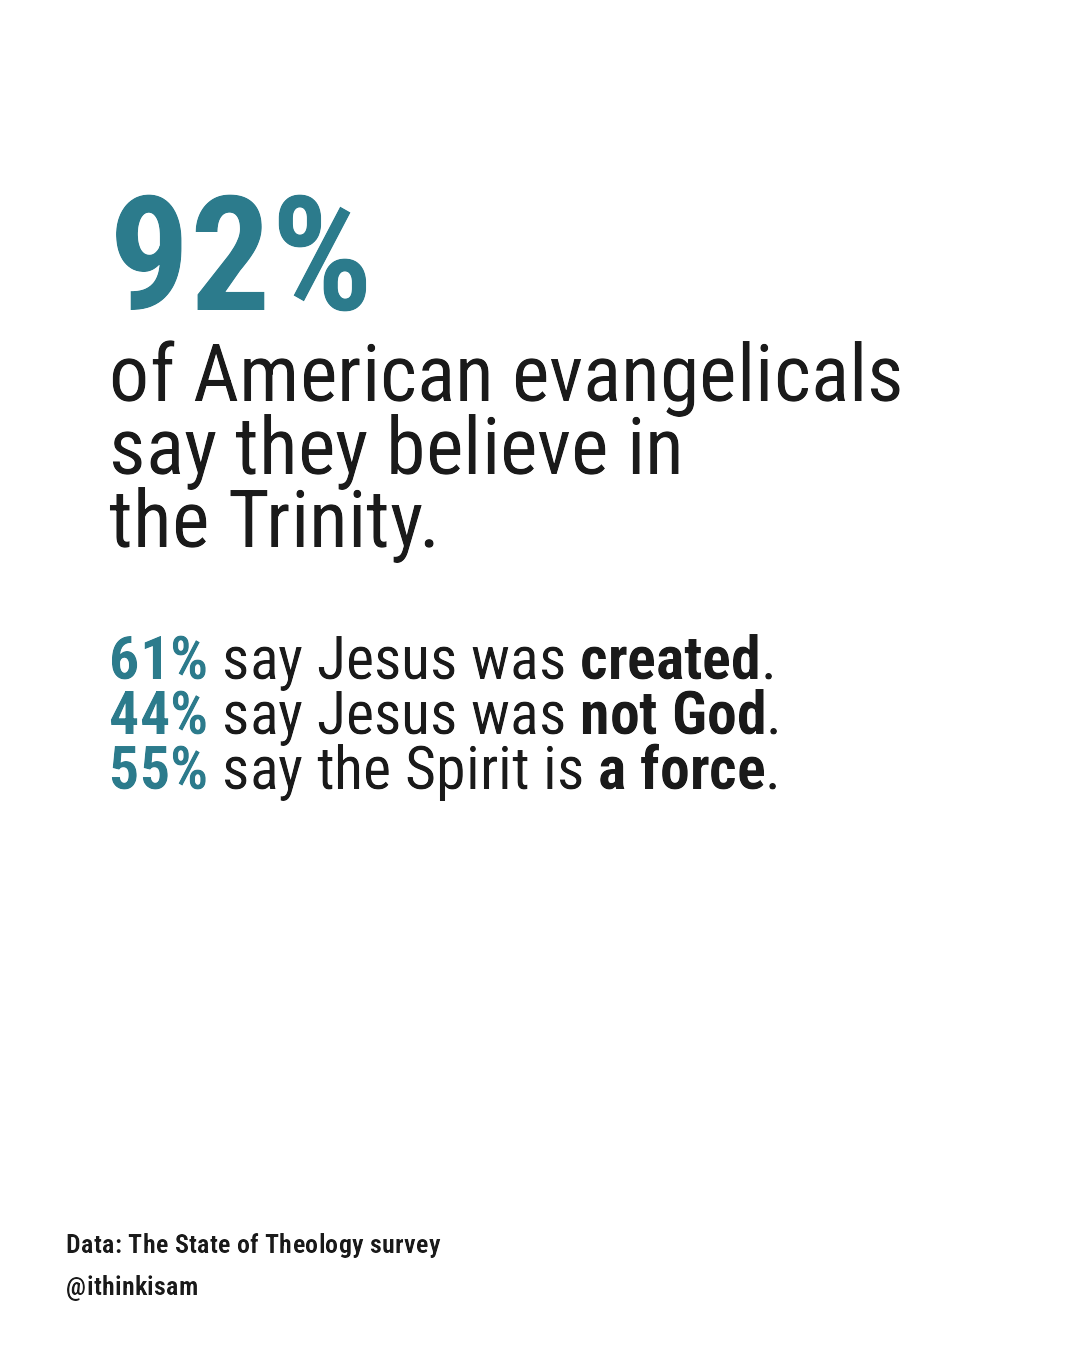 92%
of American evangelicals
say they believe in
the Trinity.
61% say Jesus was created.
44% say Jesus was not God.
55% say the Spirit is a force.
Data: The State of Theology survey
@ithinkisam